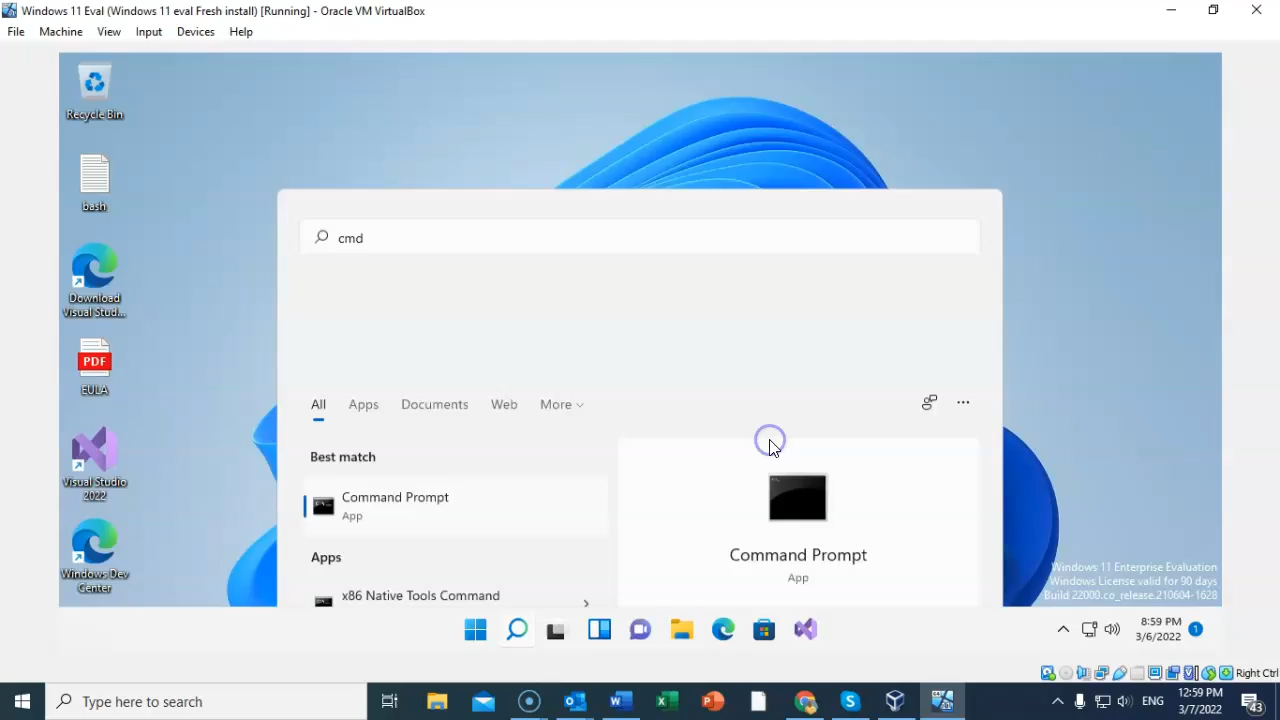 Windows 11 Eval (Windows 11 eval Fresh install) [Running] - Oracle VM VirtualBox
File Machine View Input Devices Help
Recycle Bin
bash
Download
Visual Stud...
PDF
EULA
Visual Studio
2022
Windows Dev
Center
cmd
All Apps Documents Web More
Best match
Command Prompt
App
Apps
x86 Native Tools Command
Command Prompt
App
Windows 11 Enterprise Evaluation
Windows License valid for 90 days
Build 22000.co_release.210604-1628
8:59 PM
3/6/2022
1
Right Ctrl
Type here to search
ENG
12:59 PM
3/7/2022
43